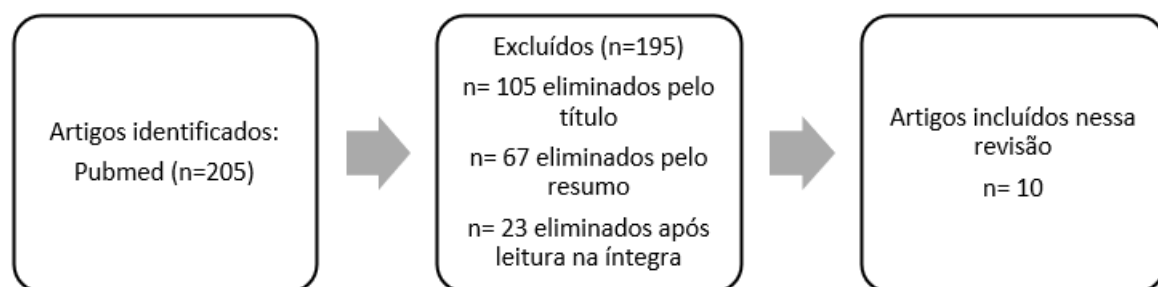 Artigos identificados:
Pubmed (n=205)
Excluídos (n=195)
n= 105 eliminados pelo
título
n= 67 eliminados pelo
resumo
n= 23 eliminados após
leitura na íntegra
Artigos incluídos nessa
revisão
n= 10